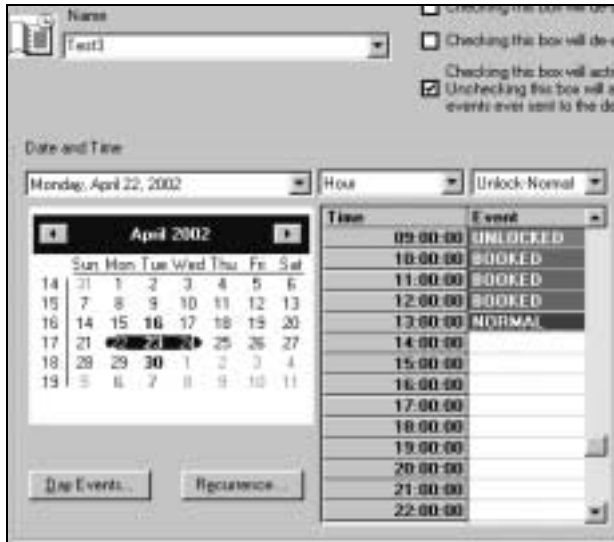 Name
Test3
Checking this box will de-
Checking this box will de-
Checking this box will
Unchecking this box will
events ever sent to the
Date and Time
Monday, April 22, 2002
Hour
Unlock-Normal
April 2002
Sun Mon Tue Wed Thu Fri Sat
14 31 1 2 3 4 5 6
15 7 8 9 10 11 12 13
16 14 15 16 17 18 19 20
17 21 22 23 24 25 26 27
18 28 29 30 1 2 3 4
19 5 6 7 8 9 10 11
Day Events...
Recurrence...
Time Event
09:00:00 UNLOCKED
10:00:00 BOOKED
11:00:00 BOOKED
12:00:00 BOOKED
13:00:00 NORMAL
14:00:00
15:00:00
16:00:00
17:00:00
18:00:00
19:00:00
20:00:00
21:00:00
22:00:00